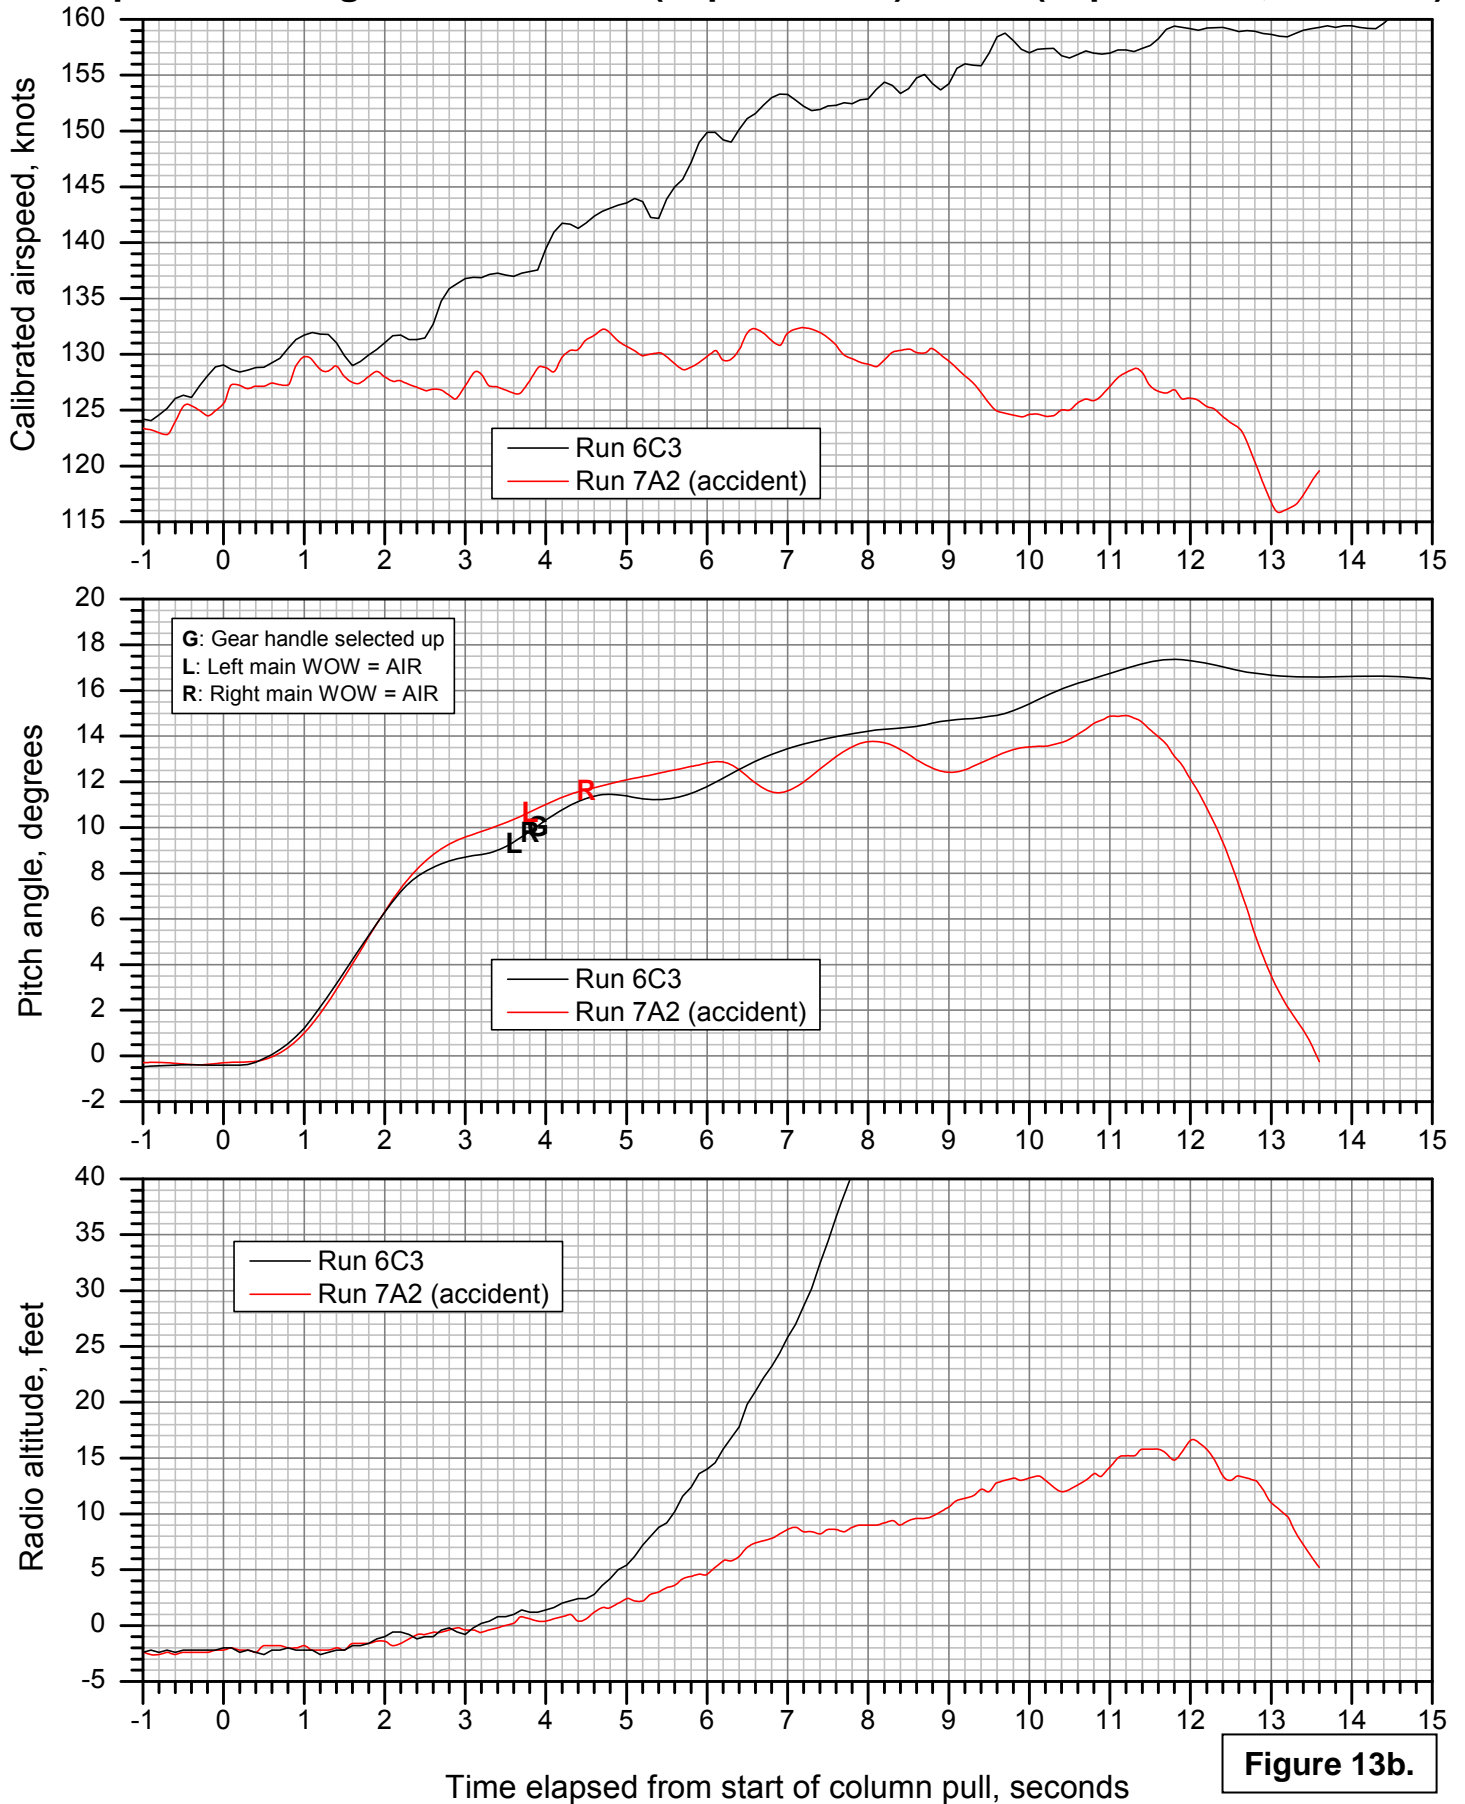 160
155
150
145
140
135
130
125
120
115
Calibrated airspeed, knots
Run 6C3
Run 7A2 (accident)
-1 0 1 2 3 4 5 6 7 8 9 10 11 12 13 14 15
20
18
16
14
12
10
8
6
4
2
0
-2
Pitch angle, degrees
G: Gear handle selected up
L: Left main WOW = AIR
R: Right main WOW = AIR
L R
L R G
Run 6C3
Run 7A2 (accident)
-1 0 1 2 3 4 5 6 7 8 9 10 11 12 13 14 15
40
35
30
25
20
15
10
5
0
-5
Radio altitude, feet
Run 6C3
Run 7A2 (accident)
-1 0 1 2 3 4 5 6 7 8 9 10 11 12 13 14 15
Time elapsed from start of column pull, seconds
Figure 13b.